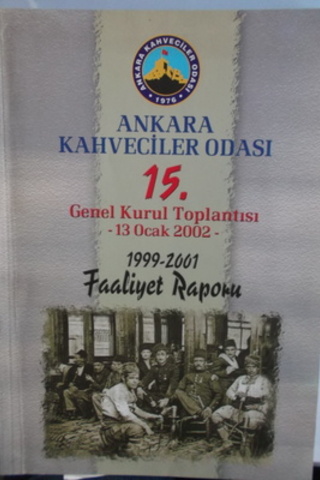 ANKARA KAHVECİLER ODASI
• 1976 •
ANKARA
KAHVECİLER ODASI
15.
Genel Kurul Toplantısı
- 13 Ocak 2002 -
1999-2001
Faaliyet Raporu